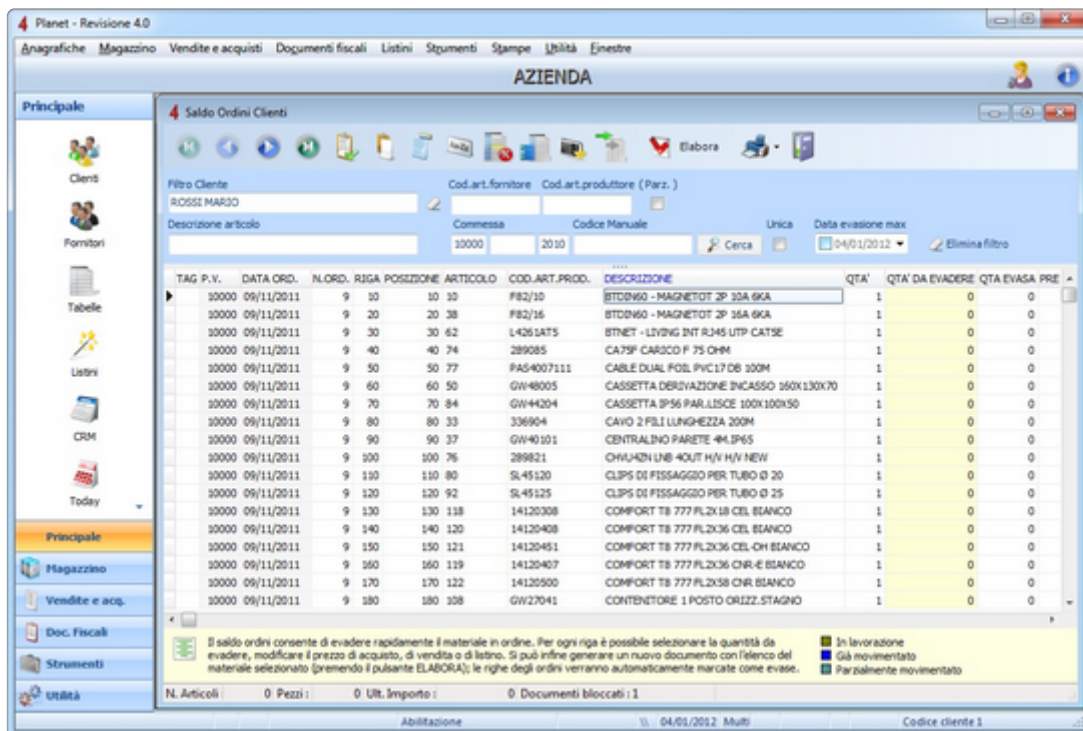 4 Planet - Revisione 4.0
Anagrafiche Magazzino Vendite e acquisti Documenti fiscali Listini Strumenti Stampe Utilità Finestre
AZIENDA
Principale
Clienti
Fornitori
Tabelle
Listini
CRM
Today
Principale
Magazzino
Vendite e acq.
Doc. Fiscali
Strumenti
Utilità
4 Saldo Ordini Clienti
Elabora
Filtro Cliente Cod.art.fornitore Cod.art.produttore ( Parz. )
ROSSI MARIO
Descrizione articolo Commessa Codice Manuale Unica Data evasione max
10000 2010 Cerca 04/01/2012 Elimina filtro
TAG P.V. DATA ORD. N.ORD. RIGA POSIZIONE ARTICOLO COD.ART.PROD. DESCRIZIONE QTA' QTA' DA EVADERE QTA EVASA PRE
10000 09/11/2011 9 10 10 10 F82/10 BTDIN60 - MAGNETOT 2P 10A 6KA 1 0 0
10000 09/11/2011 9 20 20 38 F82/16 BTDIN60 - MAGNETOT 2P 16A 6KA 1 0 0
10000 09/11/2011 9 30 30 62 L4261AT5 BTNET - LIVING INT RJ45 UTP CAT5E 1 0 0
10000 09/11/2011 9 40 40 74 289085 CA75F CARICO F 75 OHM 1 0 0
10000 09/11/2011 9 50 50 77 PAS4007111 CABLE DUAL FOIL PVC17 DB 100M 1 0 0
10000 09/11/2011 9 60 60 50 GW48005 CASSETTA DERIVAZIONE INCASSO 160X130X70 1 0 0
10000 09/11/2011 9 70 70 84 GW44204 CASSETTA IP56 PAR.LISCE 100X100X50 1 0 0
10000 09/11/2011 9 80 80 33 336904 CAVO 2 FILI LUNGHEZZA 200M 1 0 0
10000 09/11/2011 9 90 90 37 GW40101 CENTRALINO PARETE 4M.IP65 1 0 0
10000 09/11/2011 9 100 100 76 289821 CHVU4ZN LNB 4OUT H/V H/V NEW 1 0 0
10000 09/11/2011 9 110 110 80 SL45120 CLIPS DI FISSAGGIO PER TUBO Ø 20 1 0 0
10000 09/11/2011 9 120 120 92 SL45125 CLIPS DI FISSAGGIO PER TUBO Ø 25 1 0 0
10000 09/11/2011 9 130 130 118 14120308 COMFORT T8 777 FL2X18 CEL BIANCO 1 0 0
10000 09/11/2011 9 140 140 120 14120408 COMFORT T8 777 FL2X36 CEL BIANCO 1 0 0
10000 09/11/2011 9 150 150 121 14120451 COMFORT T8 777 FL2X36 CEL-DH BIANCO 1 0 0
10000 09/11/2011 9 160 160 119 14120407 COMFORT T8 777 FL2X36 CNR-E BIANCO 1 0 0
10000 09/11/2011 9 170 170 122 14120500 COMFORT T8 777 FL2X58 CNR BIANCO 1 0 0
10000 09/11/2011 9 180 180 108 GW27041 CONTENITORE 1 POSTO ORIZZ.STAGNO 1 0 0
Il saldo ordini consente di evadere rapidamente il materiale in ordine. Per ogni riga è possibile selezionare la quantità da
evadere, modificare il prezzo di acquisto, di vendita o di listino. Si può infine generare un nuovo documento con l'elenco del
materiale selezionato (premendo il pulsante ELABORA); le righe degli ordini verranno automaticamente marcate come evase.
In lavorazione
Già movimentato
Parzialmente movimentato
N. Articoli 0 Pezzi : 0 Ult. Importo : 0 Documenti bloccati : 1
Abilitazione 04/01/2012 Multi Codice cliente 1